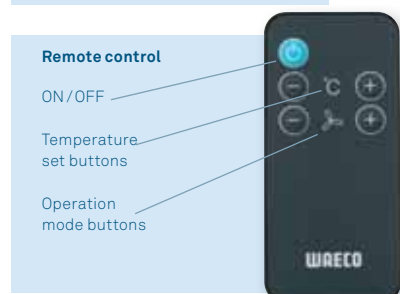 Remote control
ON / OFF
Temperature
set buttons
Operation
mode buttons
°C
WAECO